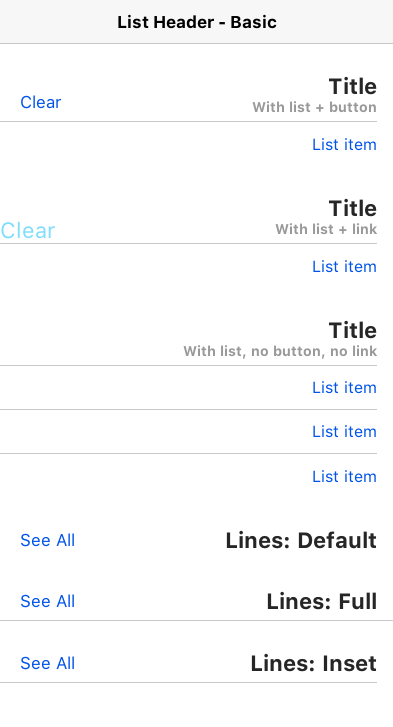 List Header - Basic
Title
With list + button
Clear
List item
Title
With list + link
Clear
List item
Title
With list, no button, no link
List item
List item
List item
Lines: Default
See All
Lines: Full
See All
Lines: Inset
See All